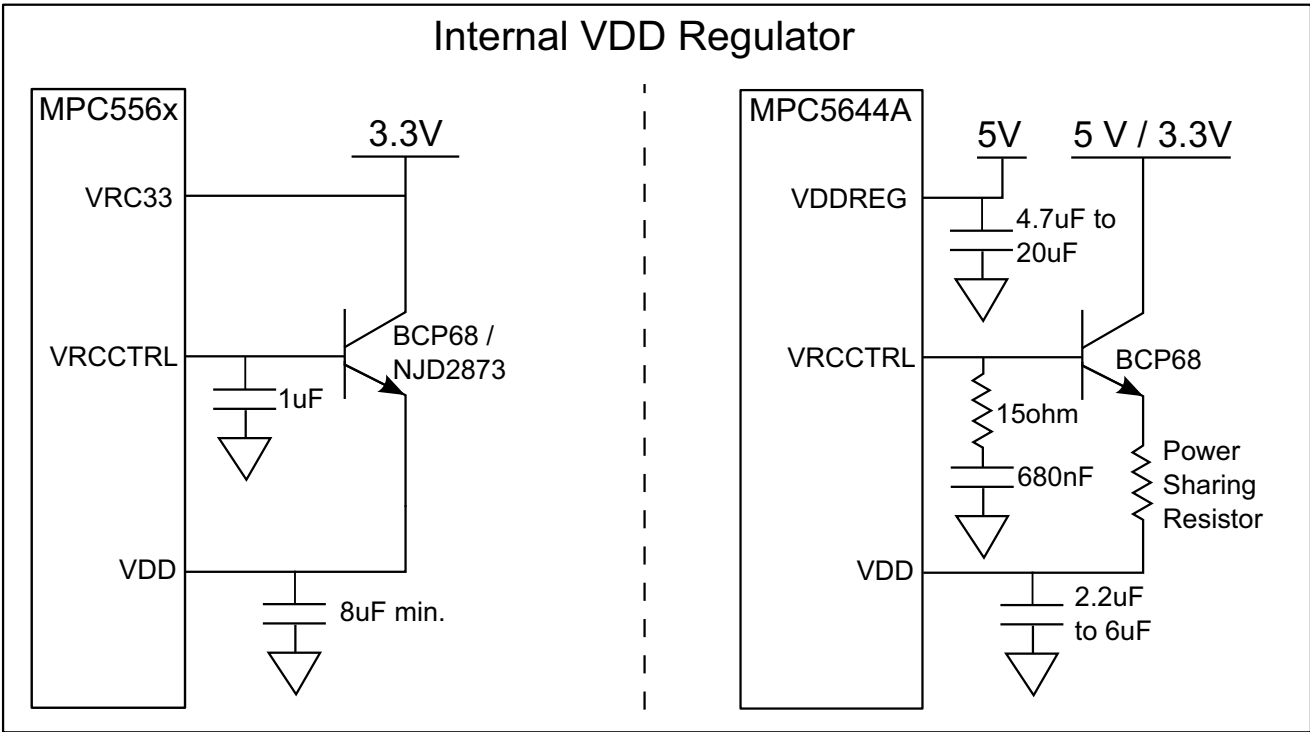 Internal VDD Regulator
MPC556x
3.3V
VRC33
VRCCTRL
BCP68 /
NJD2873
1uF
VDD
8uF min.
MPC5644A
5V
5 V / 3.3V
VDDREG
4.7uF to
20uF
VRCCTRL
BCP68
15ohm
680nF
Power
Sharing
Resistor
VDD
2.2uF
to 6uF